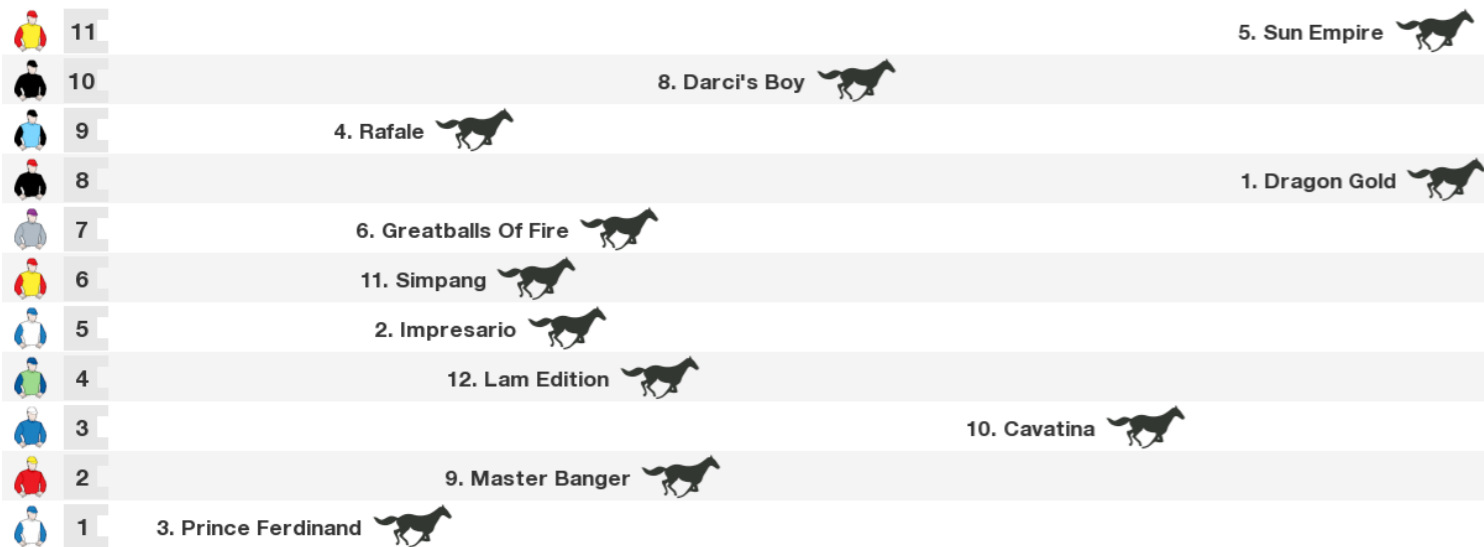 11 5. Sun Empire
10 8. Darci's Boy
9 4. Rafale
8 1. Dragon Gold
7 6. Greatballs Of Fire
6 11. Simpang
5 2. Impresario
4 12. Lam Edition
3 10. Cavatina
2 9. Master Banger
1 3. Prince Ferdinand